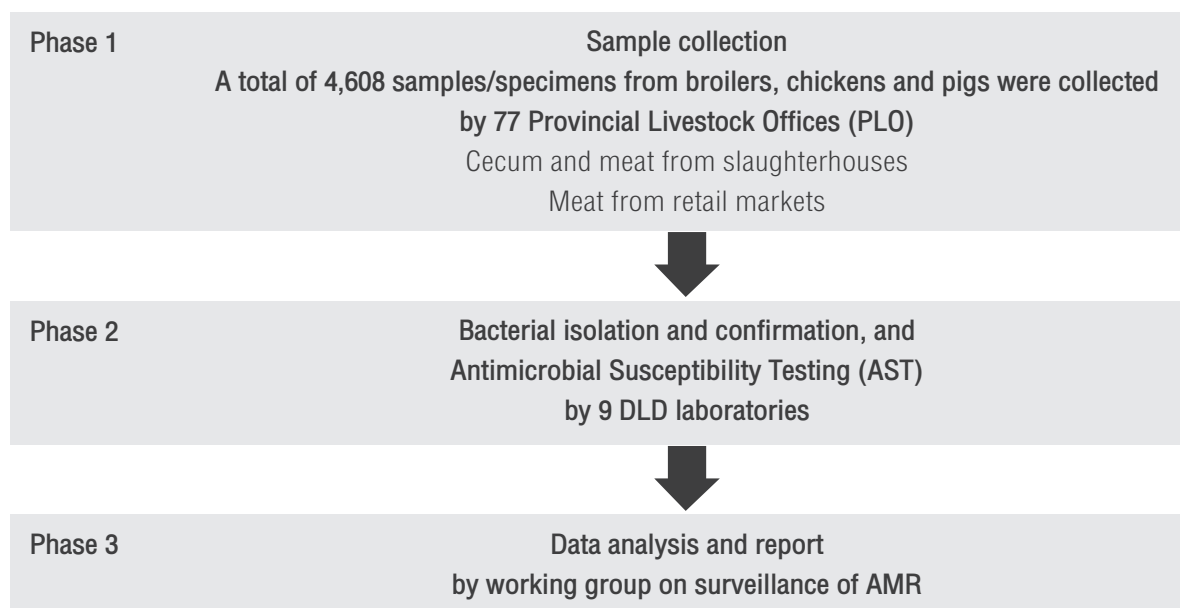 Phase 1
Sample collection
A total of 4,608 samples/specimens from broilers, chickens and pigs were collected
by 77 Provincial Livestock Offices (PLO)
Cecum and meat from slaughterhouses
Meat from retail markets
Phase 2
Bacterial isolation and confirmation, and
Antimicrobial Susceptibility Testing (AST)
by 9 DLD laboratories
Phase 3
Data analysis and report
by working group on surveillance of AMR